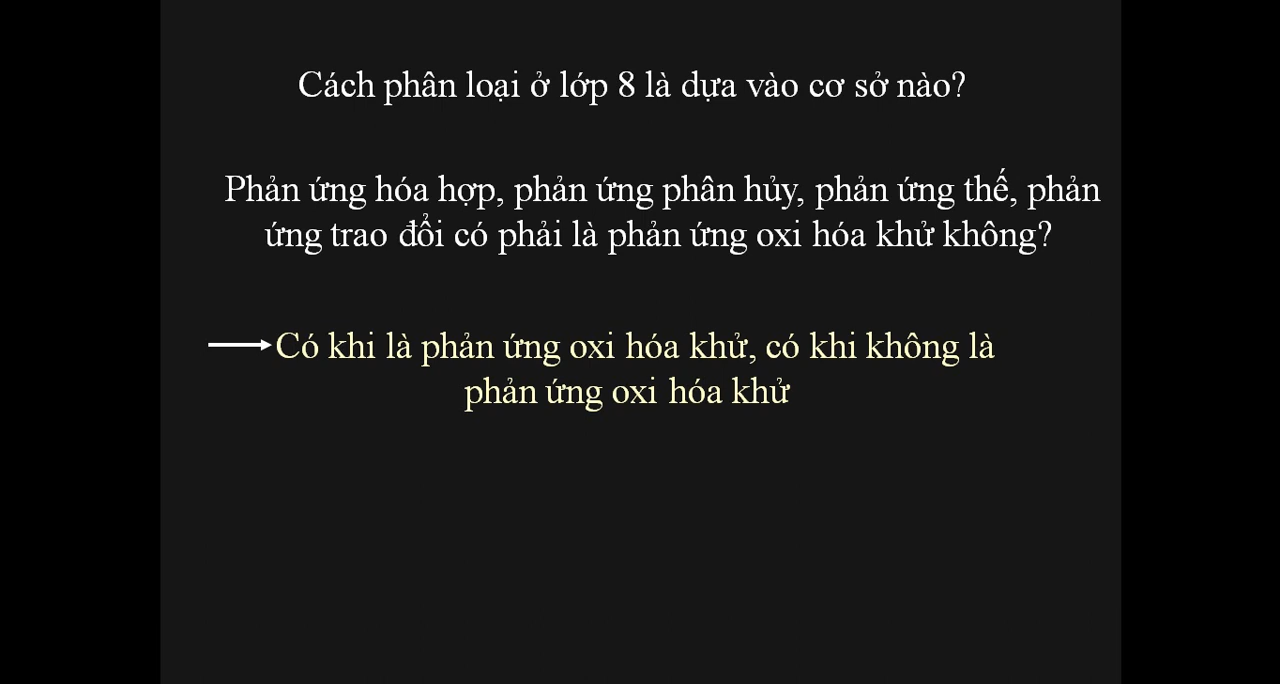 Cách phân loại ở lớp 8 là dựa vào cơ sở nào?
Phản ứng hóa hợp, phản ứng phân hủy, phản ứng thế, phản
ứng trao đổi có phải là phản ứng oxi hóa khử không?
Có khi là phản ứng oxi hóa khử, có khi không là
phản ứng oxi hóa khử